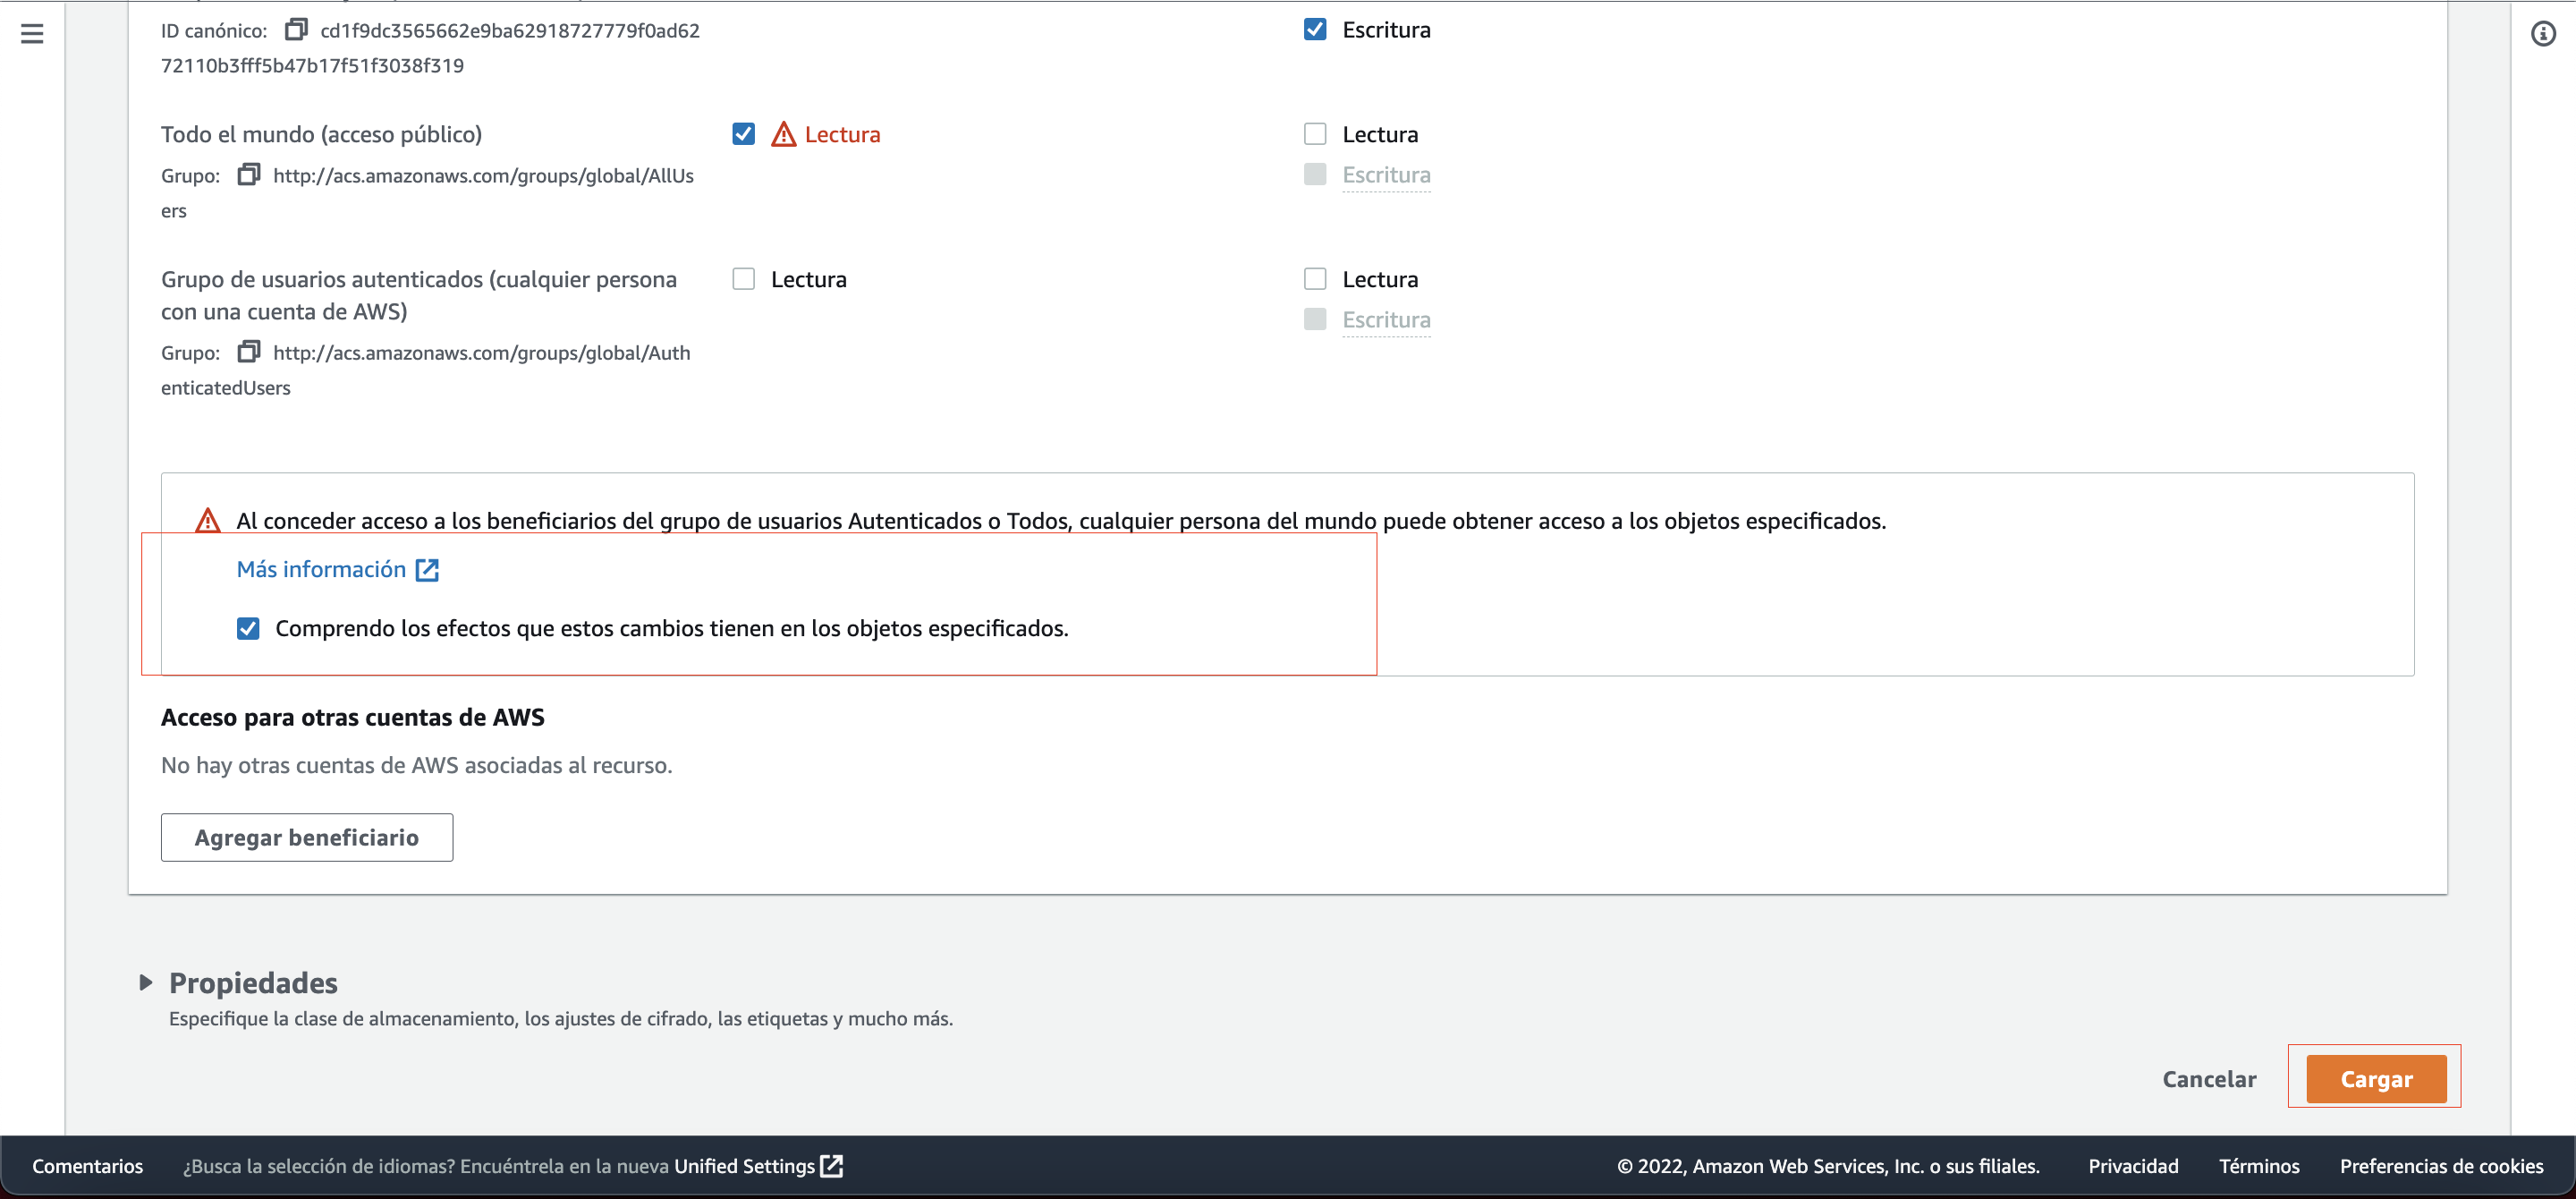 ID canónico: cd1f9dc3565662e9ba62918727779f0ad62
72110b3fff5b47b17f51f3038f319
Escritura
Todo el mundo (acceso público)
Grupo: http://acs.amazonaws.com/groups/global/AllUs
ers
Lectura
Lectura
Escritura
Grupo de usuarios autenticados (cualquier persona
con una cuenta de AWS)
Grupo: http://acs.amazonaws.com/groups/global/Auth
enticatedUsers
Lectura
Lectura
Escritura
Al conceder acceso a los beneficiarios del grupo de usuarios Autenticados o Todos, cualquier persona del mundo puede obtener acceso a los objetos especificados.
Más información
Comprendo los efectos que estos cambios tienen en los objetos especificados.
Acceso para otras cuentas de AWS
No hay otras cuentas de AWS asociadas al recurso.
Agregar beneficiario
Propiedades
Especifique la clase de almacenamiento, los ajustes de cifrado, las etiquetas y mucho más.
Cancelar
Cargar
Comentarios
¿Busca la selección de idiomas? Encuéntrela en la nueva Unified Settings
© 2022, Amazon Web Services, Inc. o sus filiales.
Privacidad
Términos
Preferencias de cookies